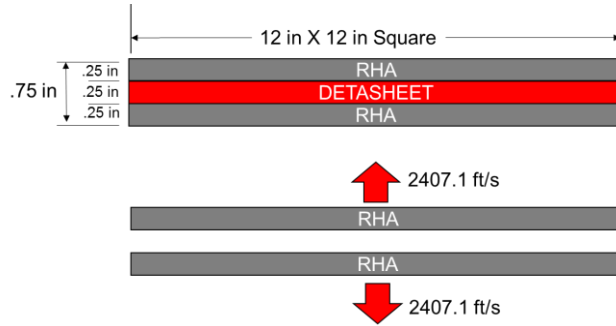 12 in X 12 in Square
.25 in
RHA
.75 in
.25 in
DETASHEET
.25 in
RHA
2407.1 ft/s
RHA
RHA
2407.1 ft/s